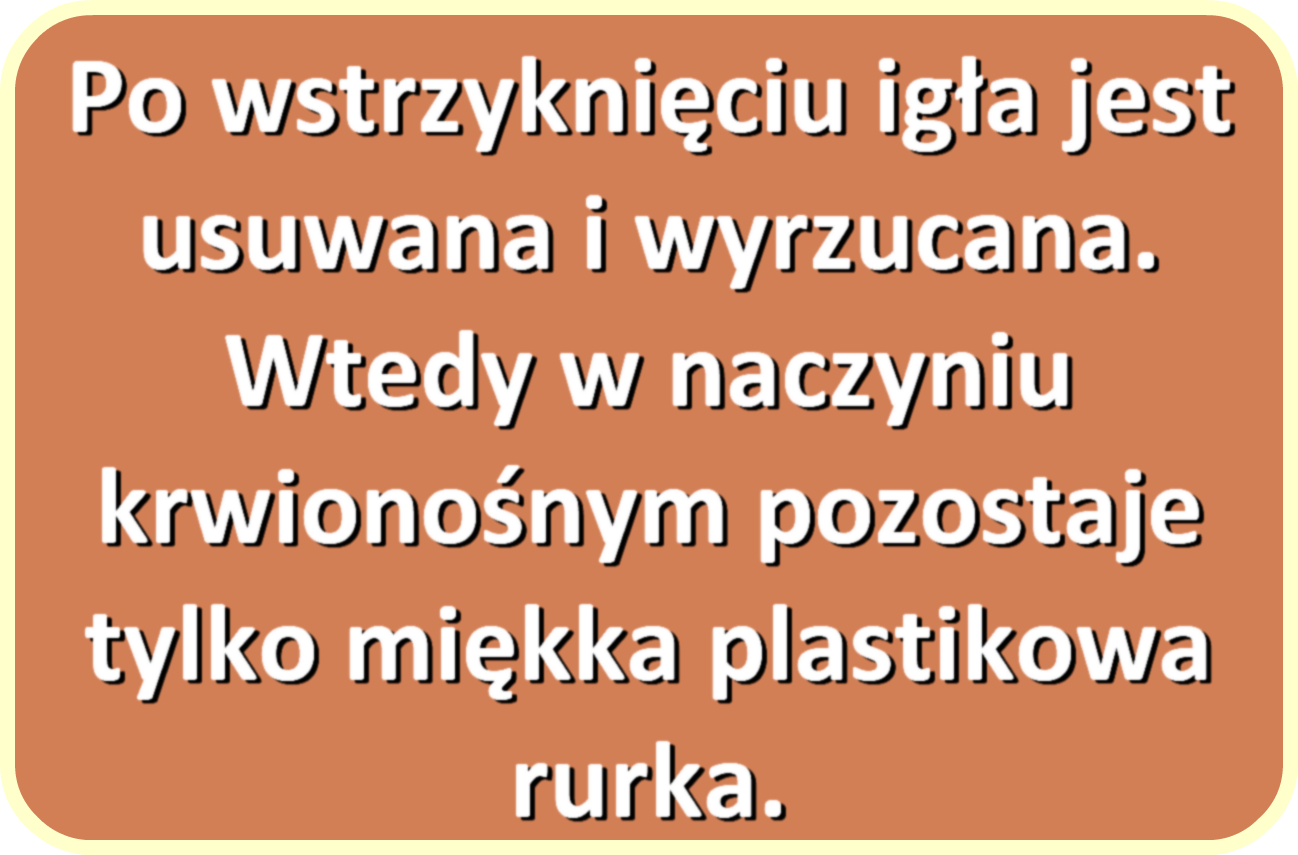 Po wstrzyknięciu igła jest
usuwana i wyrzucana.
Wtedy w naczyniu
krwionośnym pozostaje
tylko miękka plastikowa
rurka.